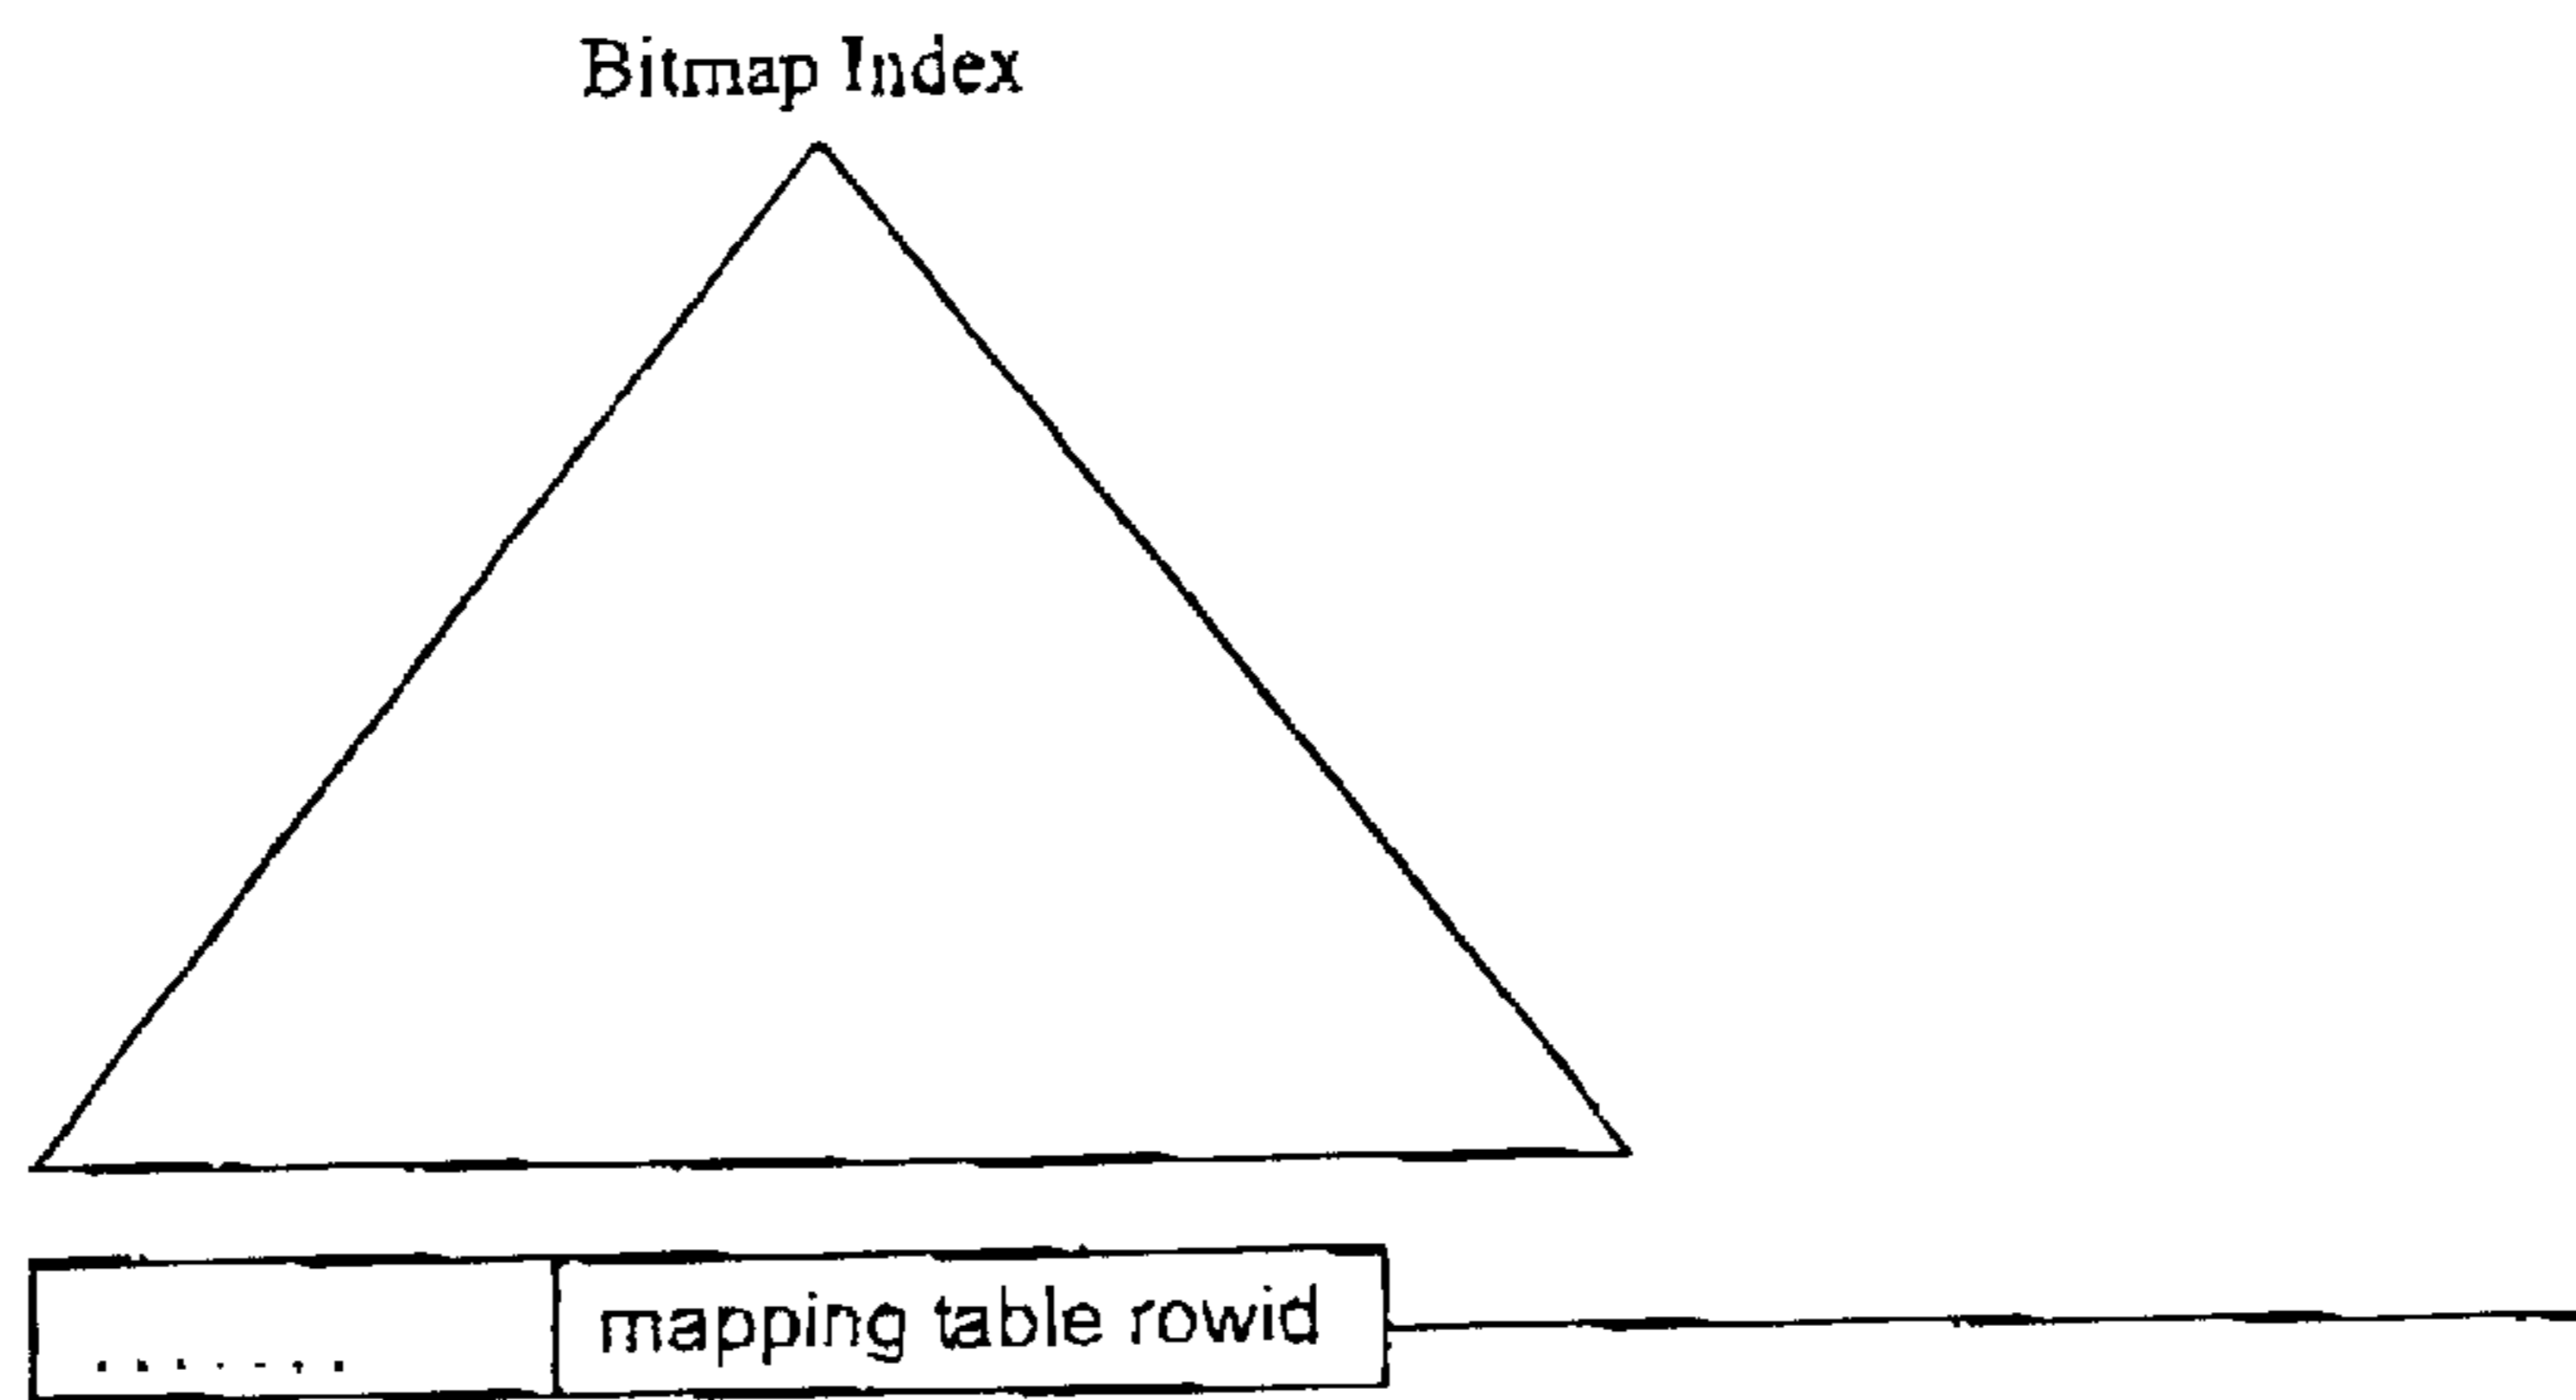 Bitmap Index
....... mapping table rowid